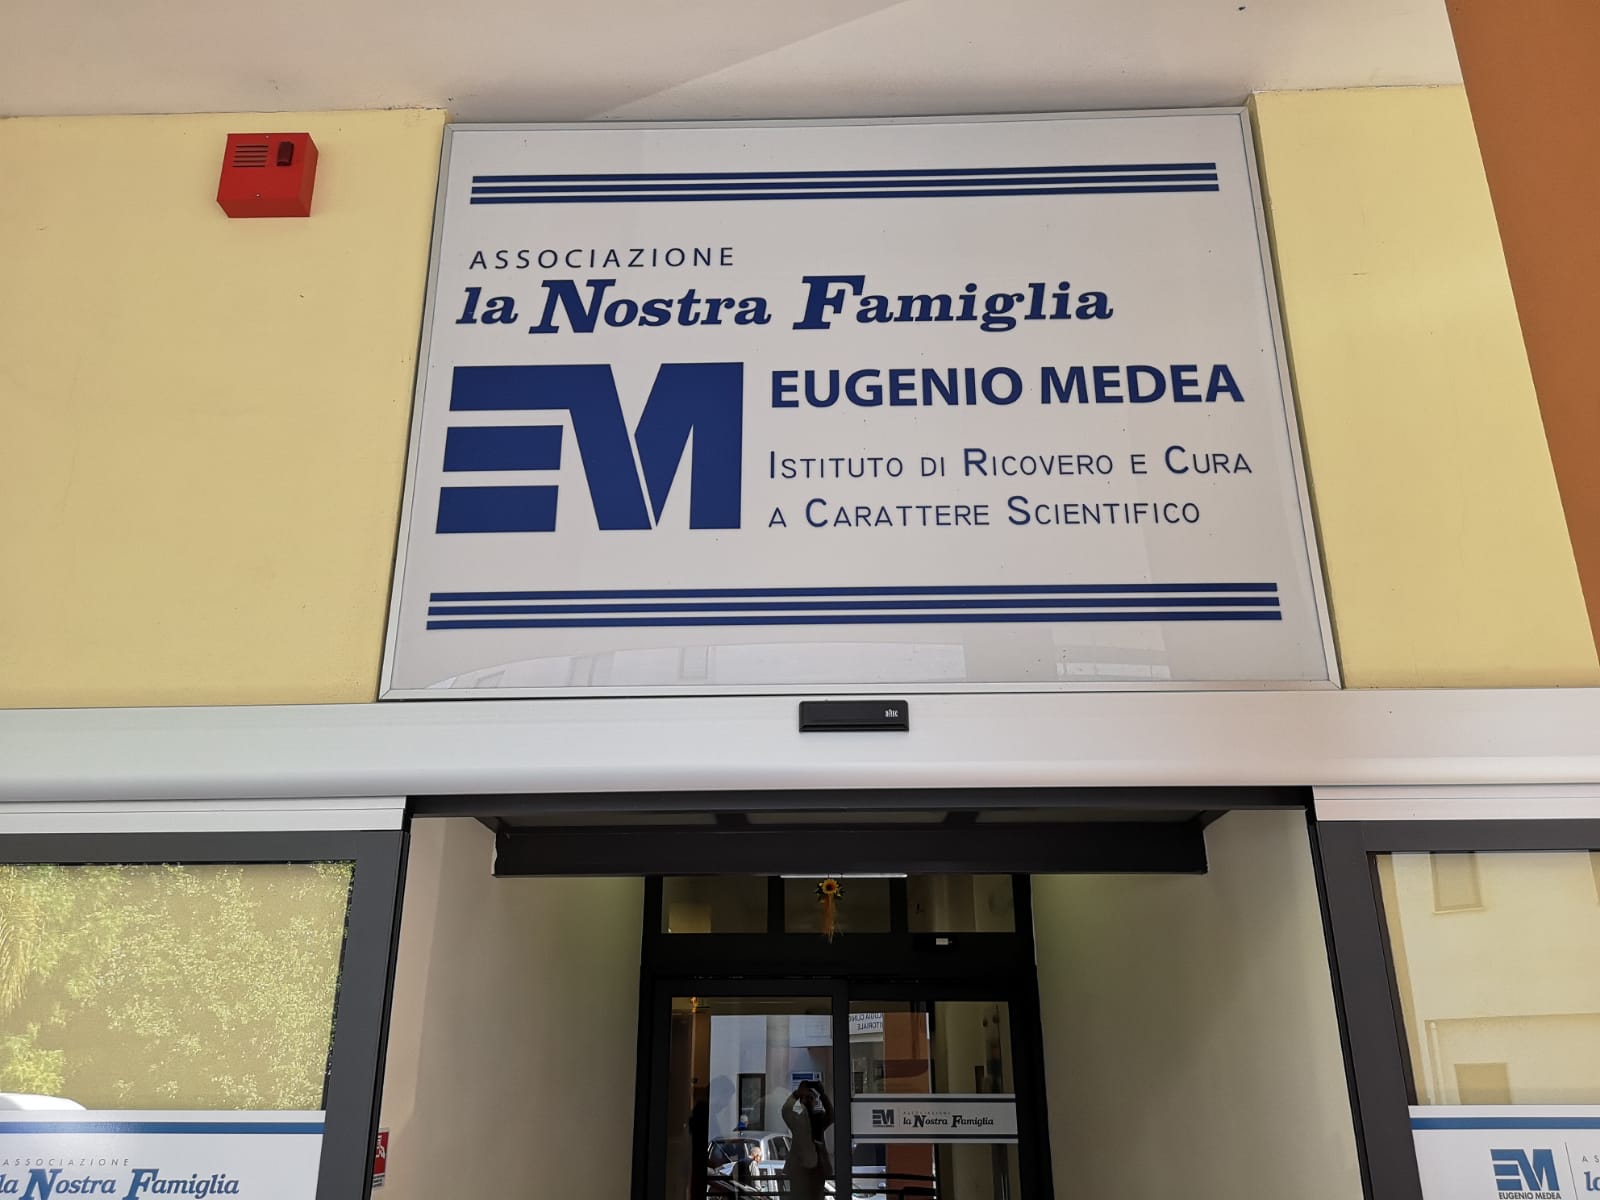 ASSOCIAZIONE
la Nostra Famiglia
EM
EUGENIO MEDEA
ISTITUTO DI RICOVERO E CURA
A CARATTERE SCIENTIFICO
EM
la Nostra Famiglia
ASSOCIAZIONE
la Nostra Famiglia
EM
EUGENIO MEDEA